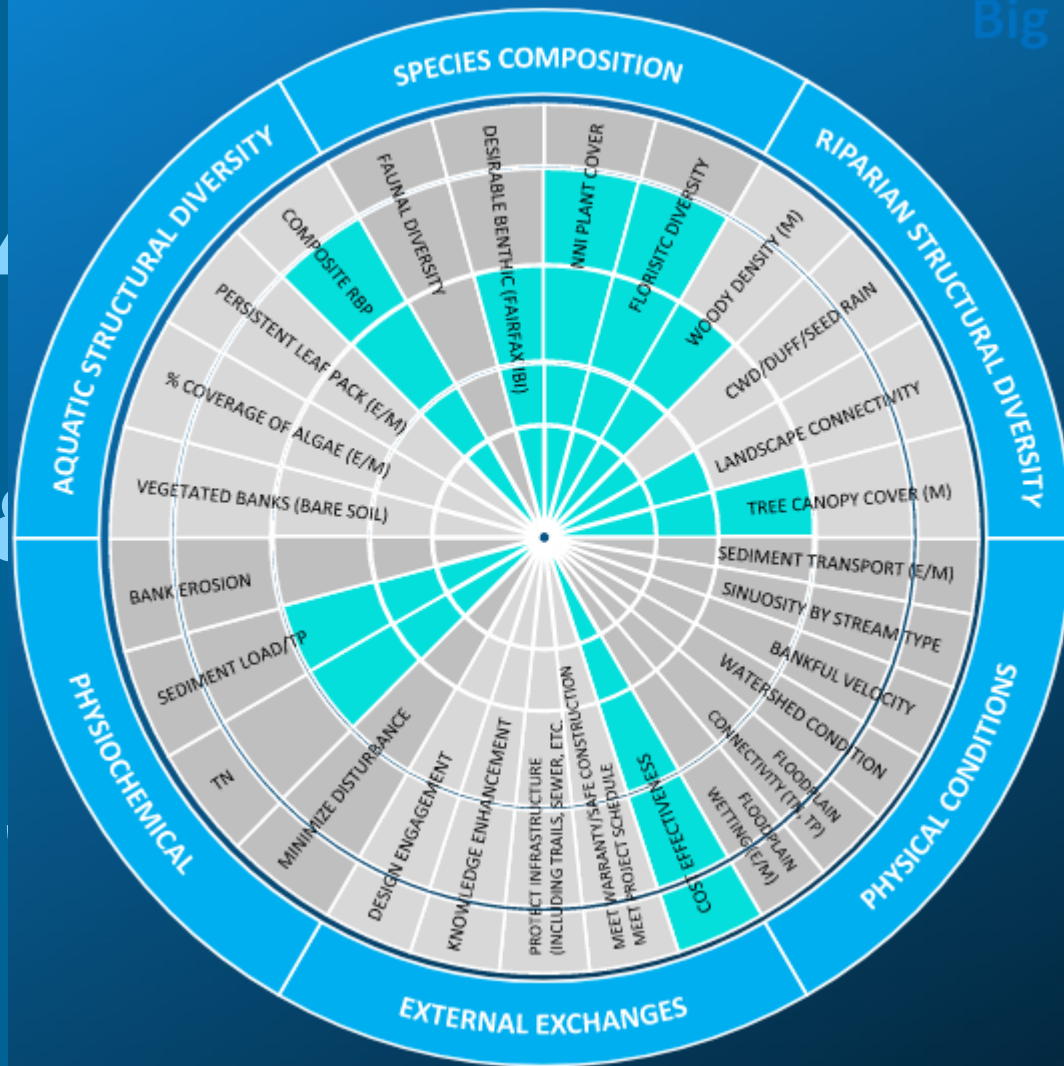 Big
SPECIES COMPOSITION
RIPARIAN STRUCTURAL DIVERSITY
PHYSICAL CONDITIONS
EXTERNAL EXCHANGES
PHYSIOCHEMICAL
AQUATIC STRUCTURAL DIVERSITY
FAUNAL DIVERSITY
DESIRABLE BENTHIC (FAIRFAX IBI)
NNI PLANT COVER
FLORISITC DIVERSITY
WOODY DENSITY (M)
CWD/DUFF/SEED RAIN
LANDSCAPE CONNECTIVITY
TREE CANOPY COVER (M)
SEDIMENT TRANSPORT (E/M)
SINUOSITY BY STREAM TYPE
BANKFUL VELOCITY
WATERSHED CONDITION
FLOODPLAIN
CONNECTIVITY (TN, TP)
FLOODPLAIN
WETTING(E/M)
COST EFFECTIVENESS
MEET WARRANTY/SAFE CONSTRUCTION
MEET PROJECT SCHEDULE
PROTECT INFRASTRUCTURE
(INCLUDING TRAILS, SEWER, ETC.
KNOWLEDGE ENHANCEMENT
DESIGN ENGAGEMENT
MINIMIZE DISTURBANCE
TN
SEDIMENT LOAD/TP
BANK EROSION
VEGETATED BANKS (BARE SOIL)
% COVERAGE OF ALGAE (E/M)
PERSISTENT LEAF PACK (E/M)
COMPOSITE RBP